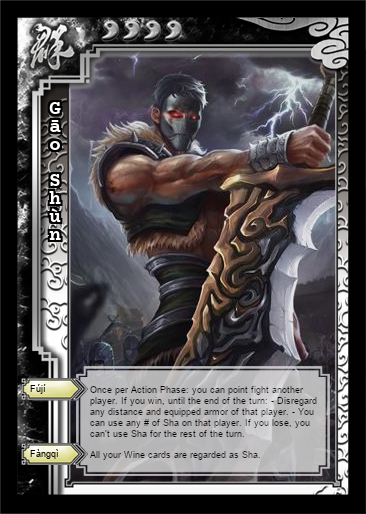 群
Gāo Shùn
Fújí
Once per Action Phase: you can point fight another
player. If you win, until the end of the turn: - Disregard
any distance and equipped armor of that player. - You
can use any # of Sha on that player. If you lose, you
can't use Sha for the rest of the turn.
Fàngqì
All your Wine cards are regarded as Sha.